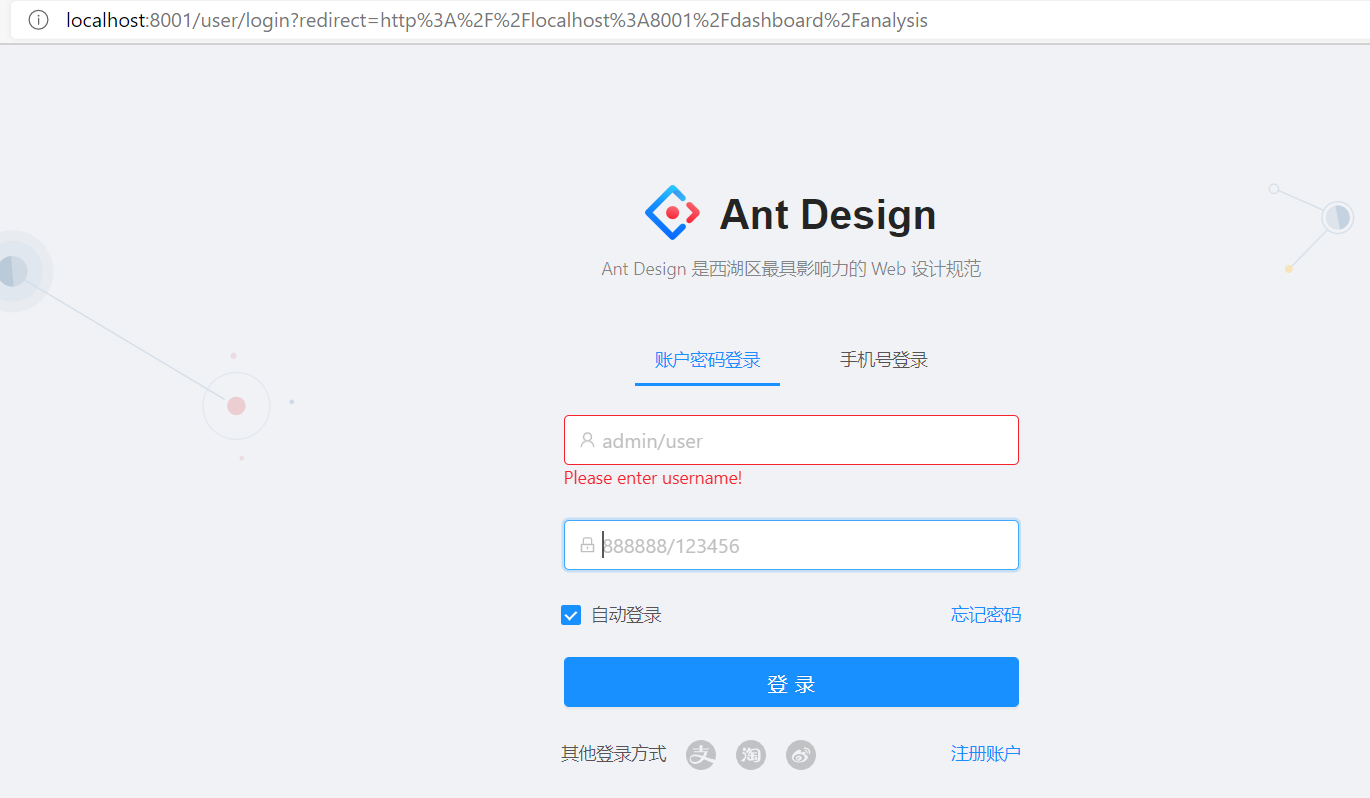 localhost:8001/user/login?redirect=http%3A%2F%2Flocalhost%3A8001%2Fdashboard%2Fanalysis
Ant Design
Ant Design 是西湖区最具影响力的 Web 设计规范
账户密码登录 手机号登录
admin/user
Please enter username!
888888/123456
自动登录 忘记密码
登 录
其他登录方式 支 淘 注册账户